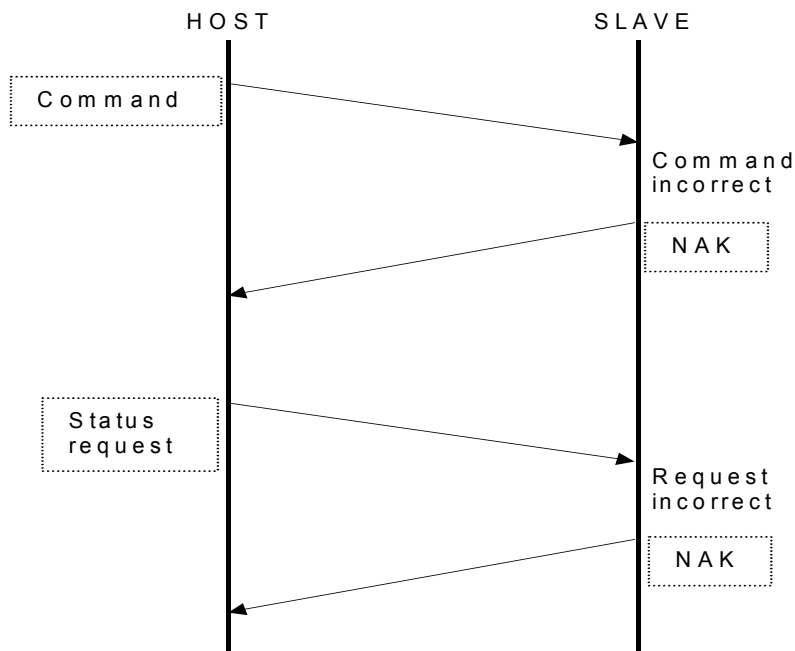 HOST
SLAVE
Command
Command
incorrect
NAK
Status
request
Request
incorrect
NAK